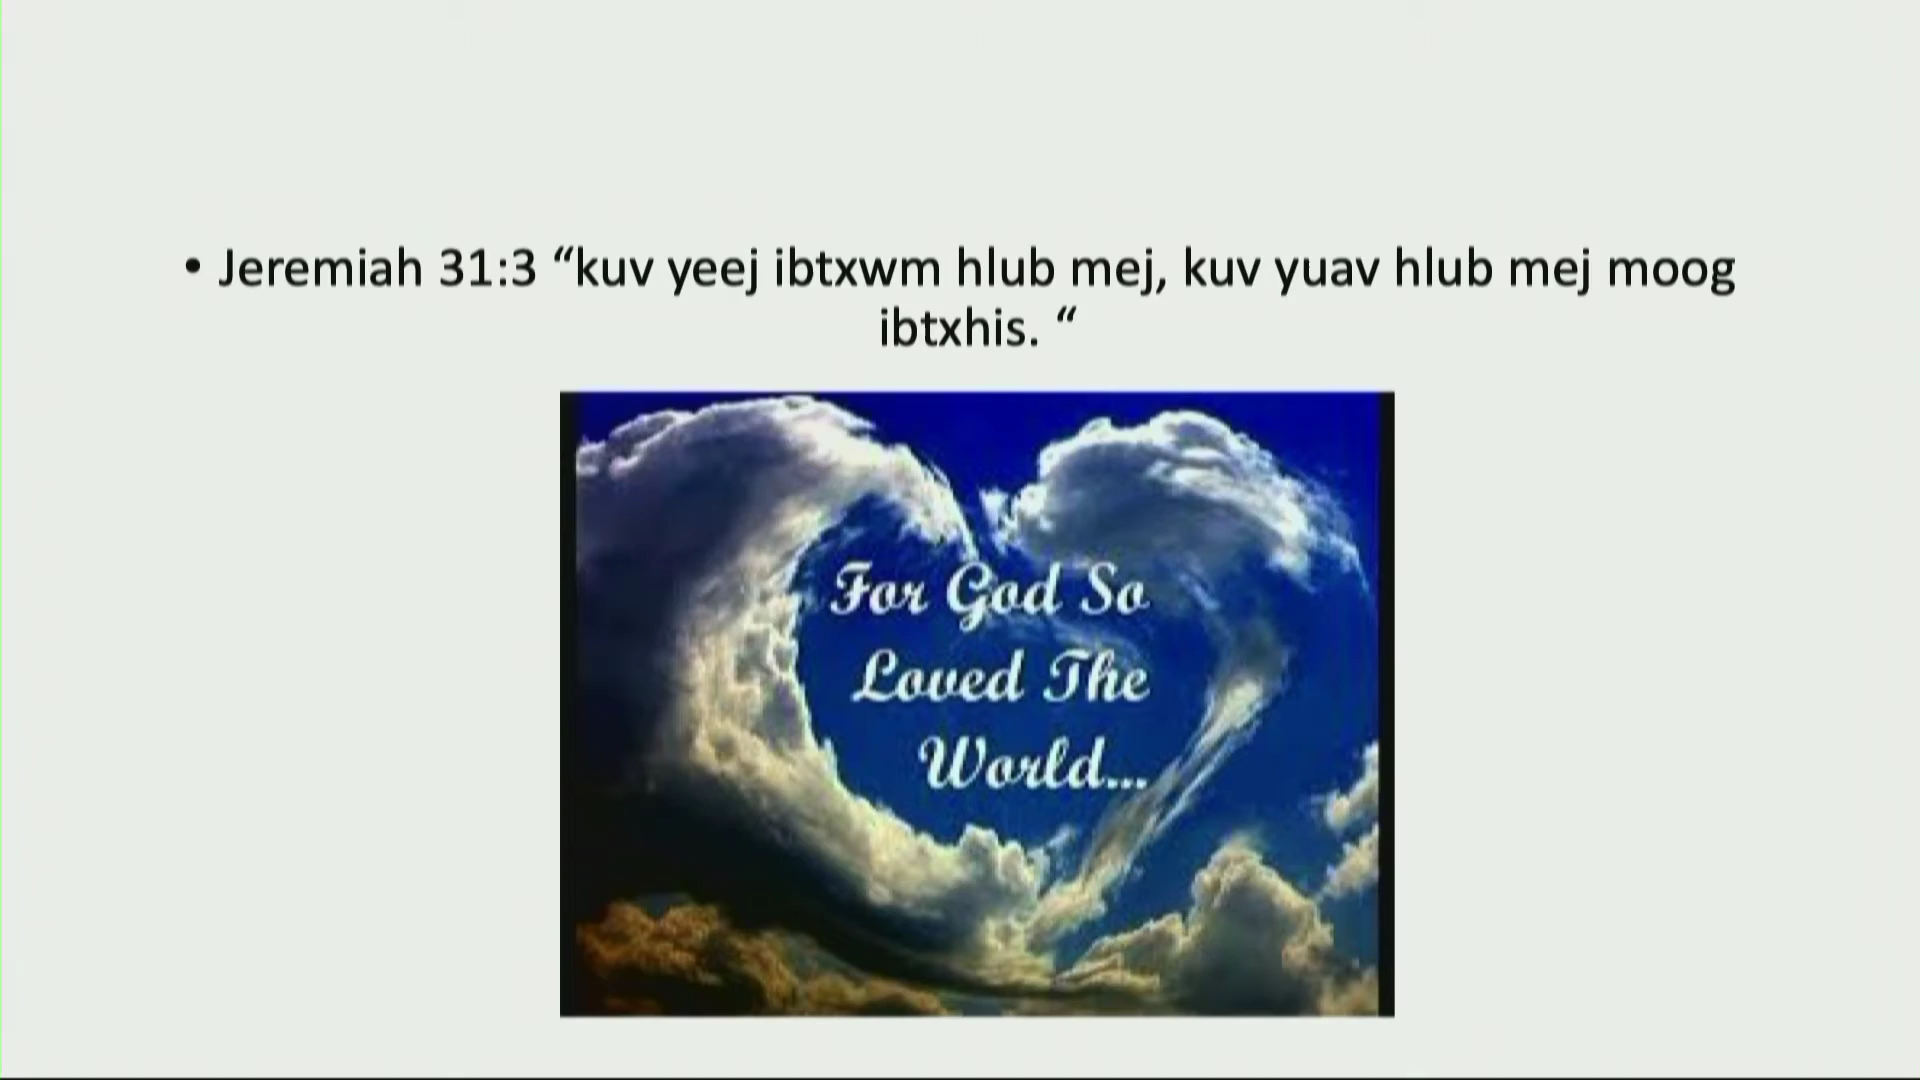 • Jeremiah 31:3 “kuv yeej ibtxwm hlub mej, kuv yuav hlub mej moog
ibtxhis. “
For God So
Loved The
World...